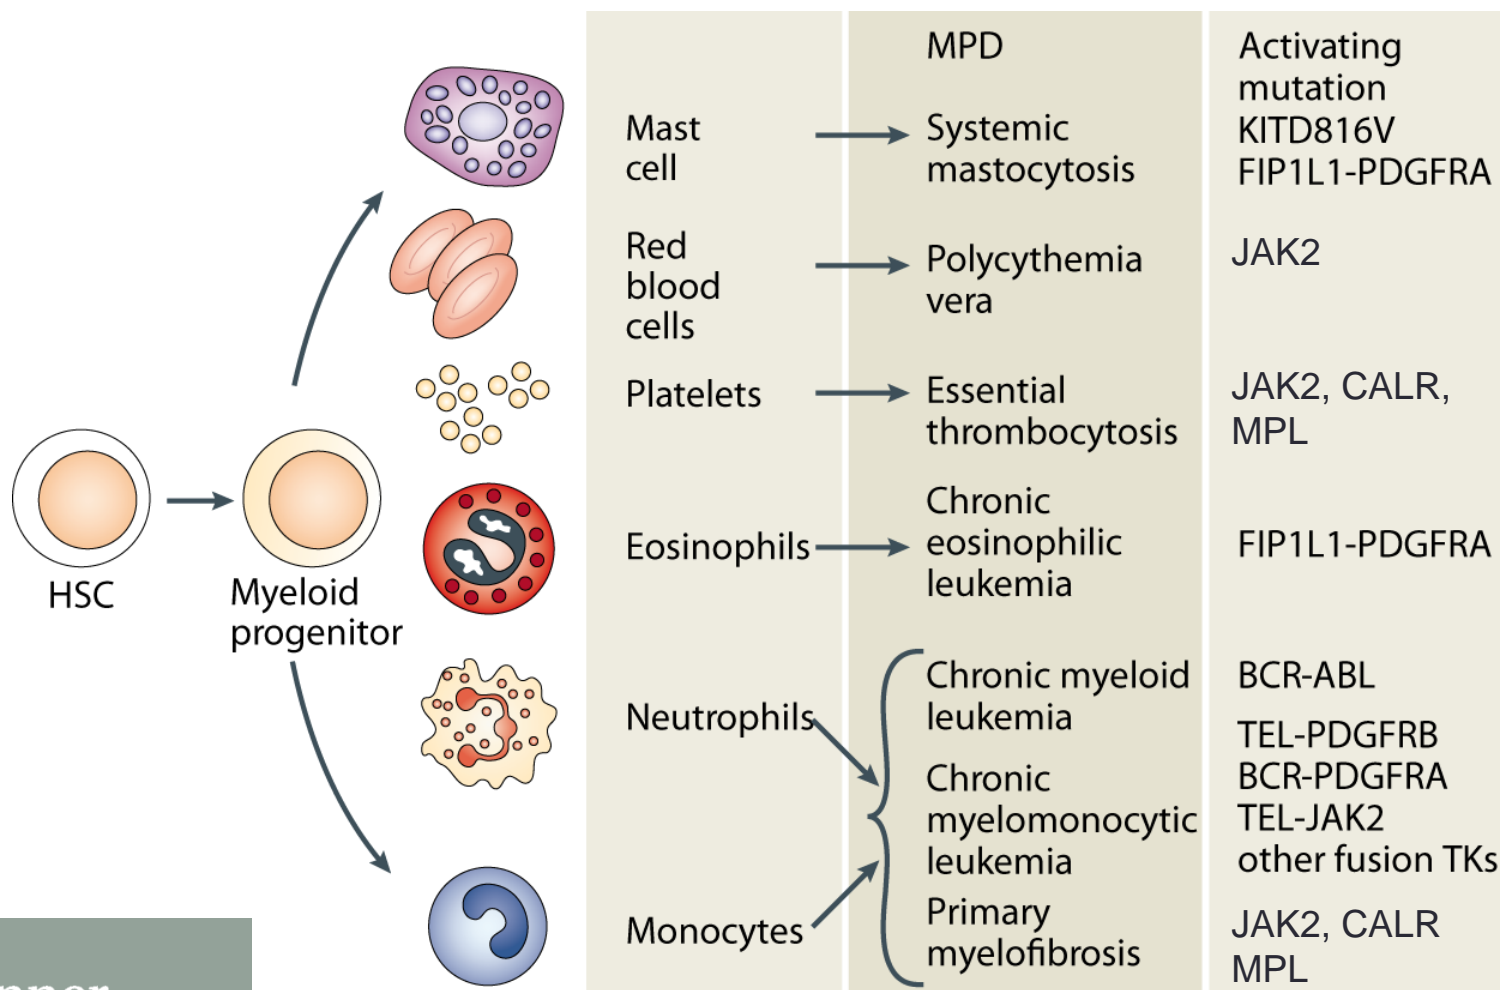 MPD
Activating
mutation
Mast
cell
Systemic
mastocytosis
KITD816V
FIP1L1-PDGFRA
Red
blood
cells
Polycythemia
vera
JAK2
Platelets
Essential
thrombocytosis
JAK2, CALR,
MPL
Eosinophils
Chronic
eosinophilic
leukemia
FIP1L1-PDGFRA
HSC
Myeloid
progenitor
Neutrophils
Chronic myeloid
leukemia
BCR-ABL
Chronic
myelomonocytic
leukemia
TEL-PDGFRB
BCR-PDGFRA
TEL-JAK2
other fusion TKs
Monocytes
Primary
myelofibrosis
JAK2, CALR
MPL